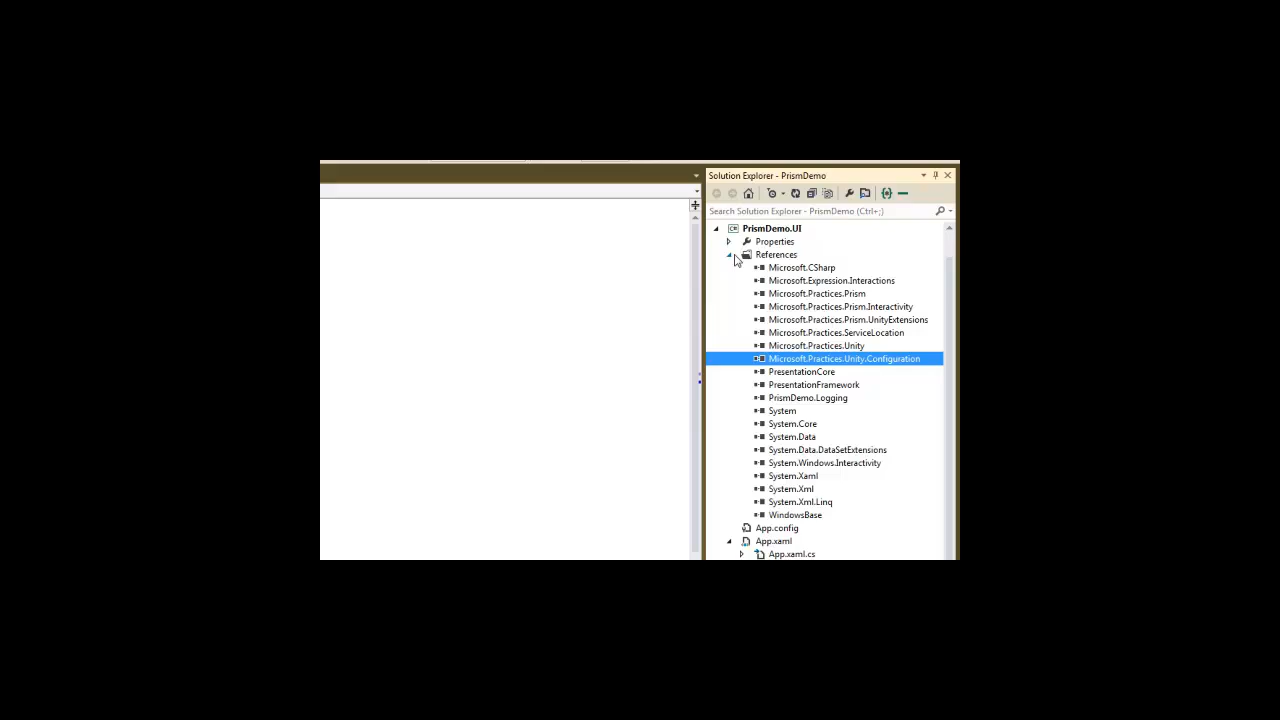 Solution Explorer - PrismDemo
Search Solution Explorer - PrismDemo (Ctrl+;)
PrismDemo.UI
Properties
References
Microsoft.CSharp
Microsoft.Expression.Interactions
Microsoft.Practices.Prism
Microsoft.Practices.Prism.Interactivity
Microsoft.Practices.Prism.UnityExtensions
Microsoft.Practices.ServiceLocation
Microsoft.Practices.Unity
Microsoft.Practices.Unity.Configuration
PresentationCore
PresentationFramework
PrismDemo.Logging
System
System.Core
System.Data
System.Data.DataSetExtensions
System.Windows.Interactivity
System.Xaml
System.Xml
System.Xml.Linq
WindowsBase
App.config
App.xaml
App.xaml.cs